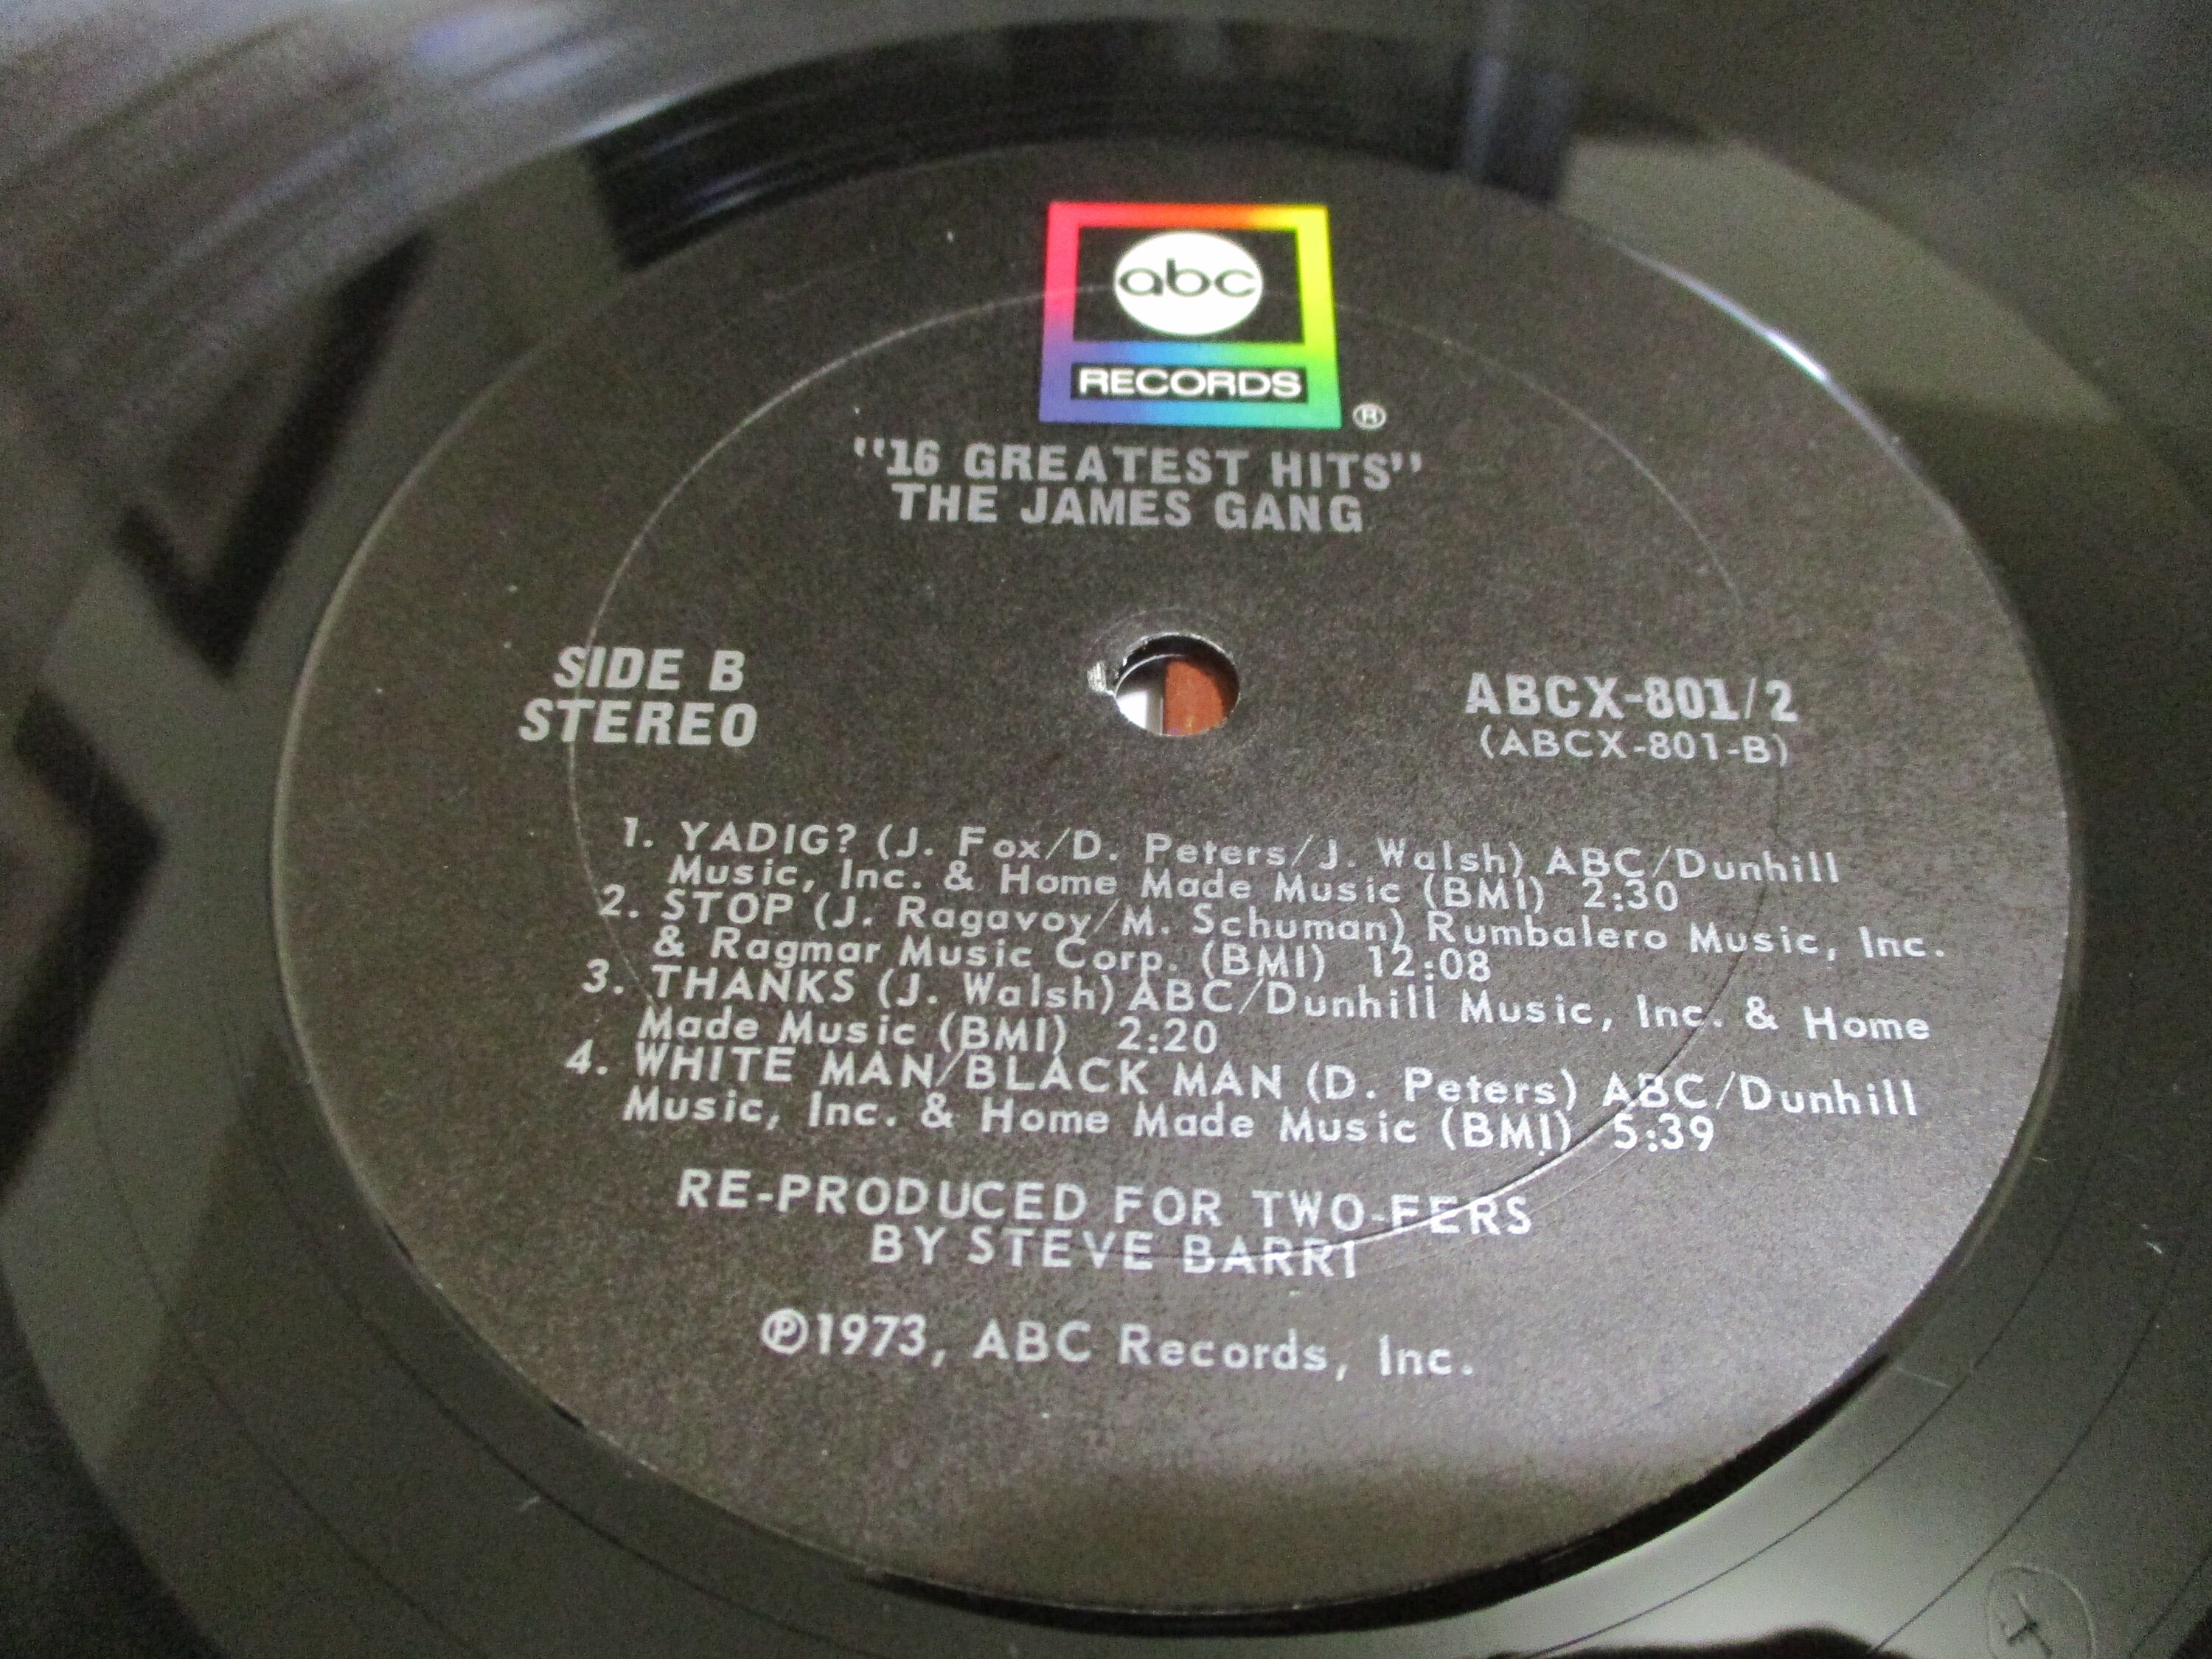 abc
RECORDS
®
"16 GREATEST HITS"
THE JAMES GANG
SIDE B
STEREO
ABCX-801/2
(ABCX-801-B)
1. YADIG? (J. Fox/D. Peters/J. Walsh) ABC/Dunhill
Music, Inc. & Home Made Music (BMI) 2:30
2. STOP (J. Ragavoy/M. Schuman) Rumbalero Music, Inc.
& Ragmar Music Corp. (BMI) 12:08
3. THANKS (J. Walsh) ABC/Dunhill Music, Inc. & Home
Made Music (BMI) 2:20
4. WHITE MAN/BLACK MAN (D. Peters) ABC/Dunhill
Music, Inc. & Home Made Music (BMI) 5:39
RE-PRODUCED FOR TWO-FERS
BY STEVE BARRI
℗1973, ABC Records, Inc.